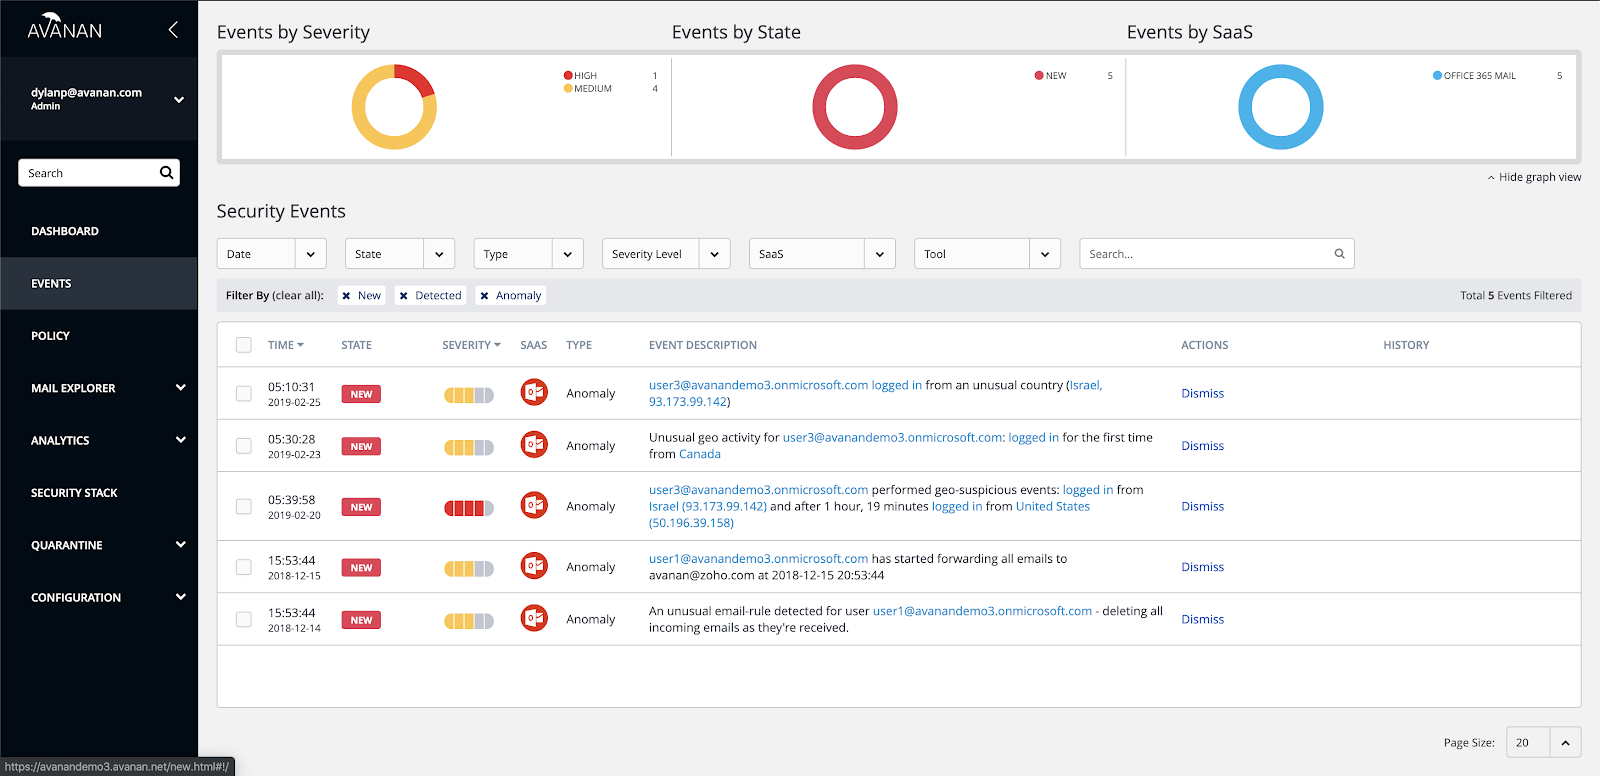 AVANAN
dylanp@avanan.com
Admin
Search
DASHBOARD
EVENTS
POLICY
MAIL EXPLORER
ANALYTICS
SECURITY STACK
QUARANTINE
CONFIGURATION
https://avanandemo3.avanan.net/new.html#!/
Events by Severity
HIGH 1
MEDIUM 4
Events by State
NEW 5
Events by SaaS
OFFICE 365 MAIL 5
Hide graph view
Security Events
Date State Type Severity Level SaaS Tool Search...
Filter By (clear all): New Detected Anomaly Total 5 Events Filtered
TIME STATE SEVERITY SAAS TYPE EVENT DESCRIPTION ACTIONS HISTORY
05:10:31
2019-02-25
NEW
Anomaly
user3@avanandemo3.onmicrosoft.com logged in from an unusual country (Israel,
93.173.99.142)
Dismiss
05:30:28
2019-02-23
NEW
Anomaly
Unusual geo activity for user3@avanandemo3.onmicrosoft.com: logged in for the first time
from Canada
Dismiss
05:39:58
2019-02-20
NEW
Anomaly
user3@avanandemo3.onmicrosoft.com performed geo-suspicious events: logged in from
Israel (93.173.99.142) and after 1 hour, 19 minutes logged in from United States
(50.196.39.158)
Dismiss
15:53:44
2018-12-15
NEW
Anomaly
user1@avanandemo3.onmicrosoft.com has started forwarding all emails to
avanan@zoho.com at 2018-12-15 20:53:44
Dismiss
15:53:44
2018-12-14
NEW
Anomaly
An unusual email-rule detected for user user1@avanandemo3.onmicrosoft.com - deleting all
incoming emails as they're received.
Dismiss
Page Size: 20